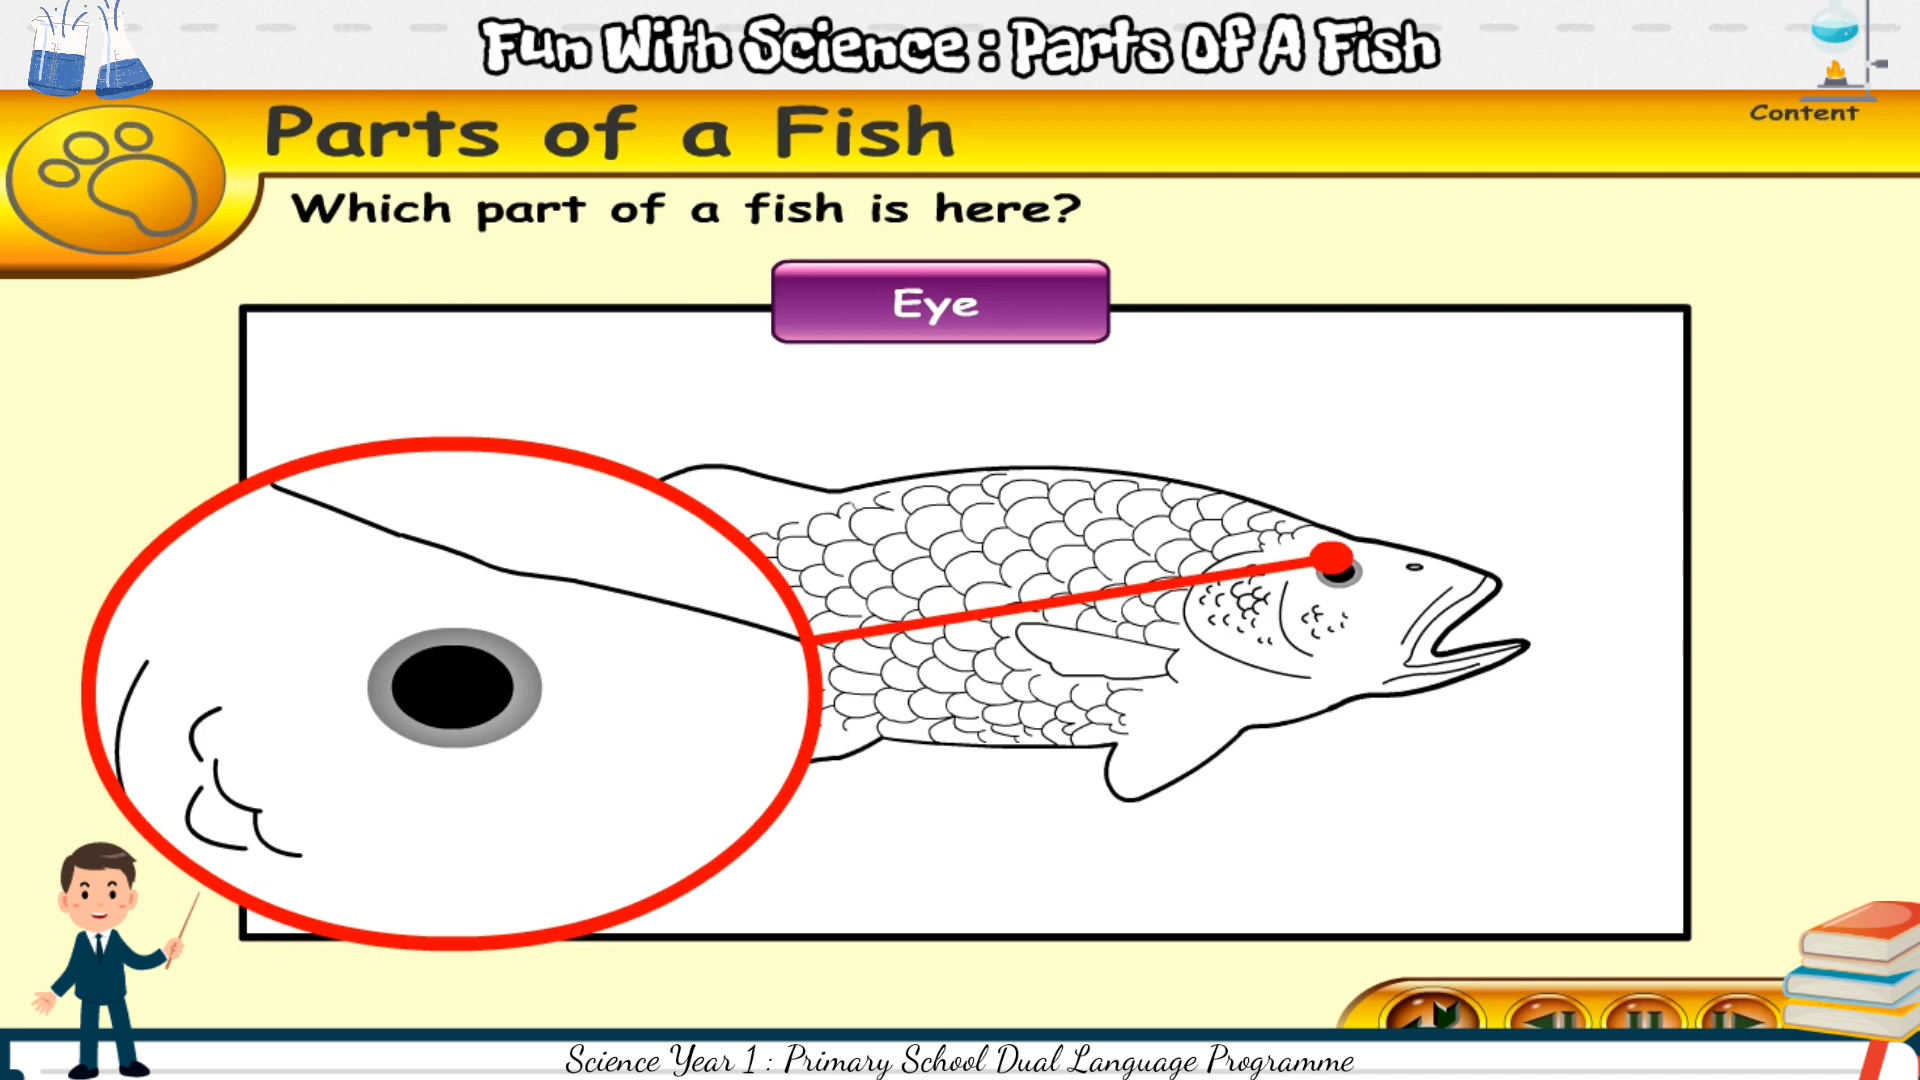 Fun With Science : Parts Of A Fish
Content
Parts of a Fish
Which part of a fish is here?
Eye
Science Year 1 : Primary School Dual Language Programme